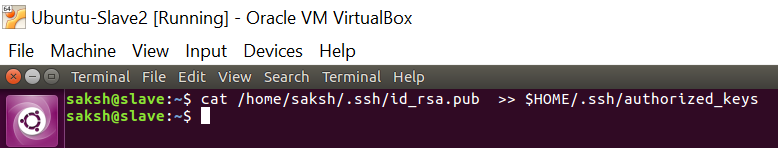 64
Ubuntu-Slave2 [Running] - Oracle VM VirtualBox
File Machine View Input Devices Help
Terminal File Edit View Search Terminal Help
saksh@slave:~$ cat /home/saksh/.ssh/id_rsa.pub  >> $HOME/.ssh/authorized_keys
saksh@slave:~$